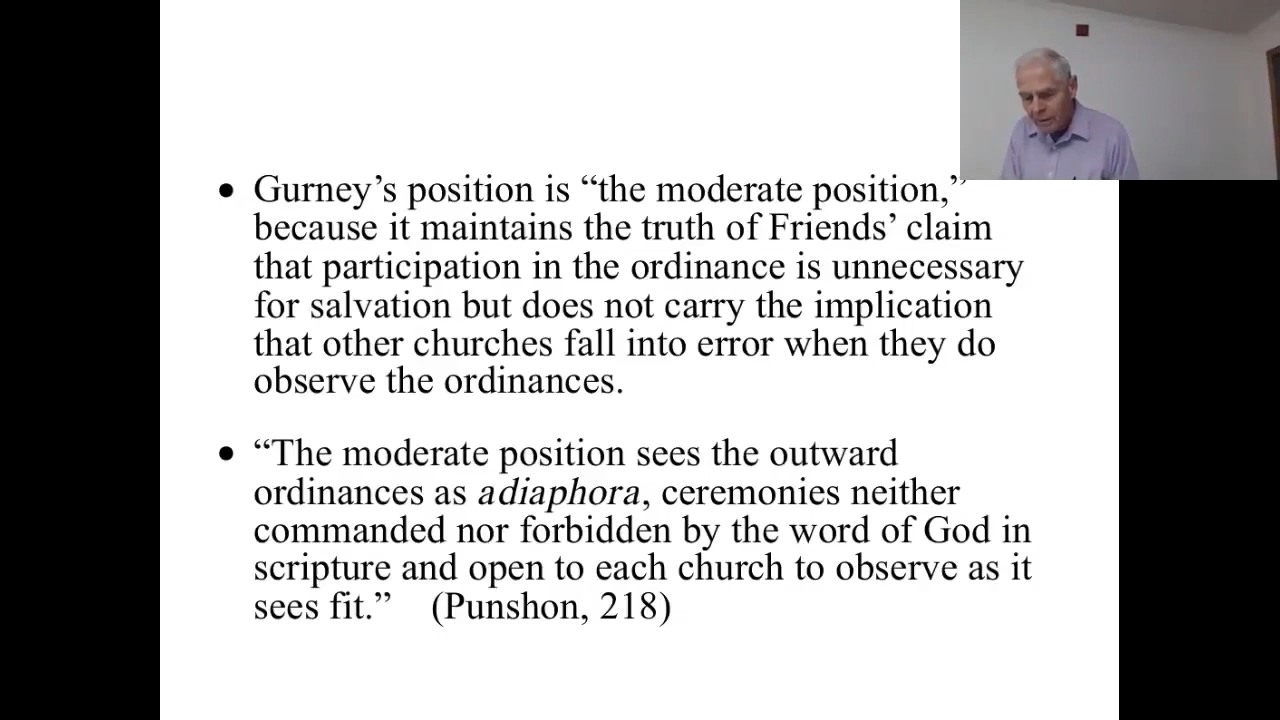 • Gurney’s position is “the moderate position,”
because it maintains the truth of Friends’ claim
that participation in the ordinance is unnecessary
for salvation but does not carry the implication
that other churches fall into error when they do
observe the ordinances.
• “The moderate position sees the outward
ordinances as adiaphora, ceremonies neither
commanded nor forbidden by the word of God in
scripture and open to each church to observe as it
sees fit.” (Punshon, 218)